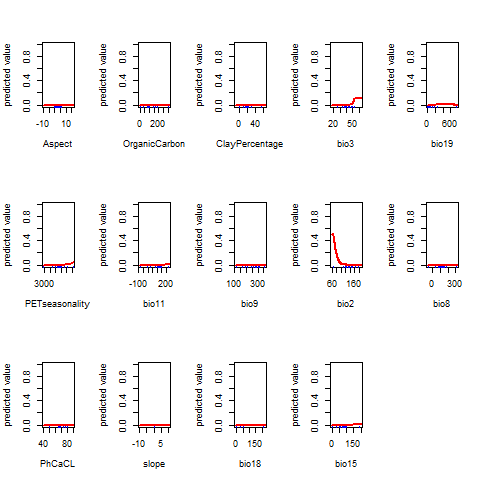 predicted value
0.0 0.4 0.8
-10 10
Aspect
predicted value
0.0 0.4 0.8
0 200
OrganicCarbon
predicted value
0.0 0.4 0.8
0 40
ClayPercentage
predicted value
0.0 0.4 0.8
20 50
bio3
predicted value
0.0 0.4 0.8
0 600
bio19
predicted value
0.0 0.4 0.8
3000
PETseasonality
predicted value
0.0 0.4 0.8
-100 200
bio11
predicted value
0.0 0.4 0.8
100 300
bio9
predicted value
0.0 0.4 0.8
60 160
bio2
predicted value
0.0 0.4 0.8
0 300
bio8
predicted value
0.0 0.4 0.8
40 80
PhCaCL
predicted value
0.0 0.4 0.8
-10 5
slope
predicted value
0.0 0.4 0.8
0 150
bio18
predicted value
0.0 0.4 0.8
0 150
bio15